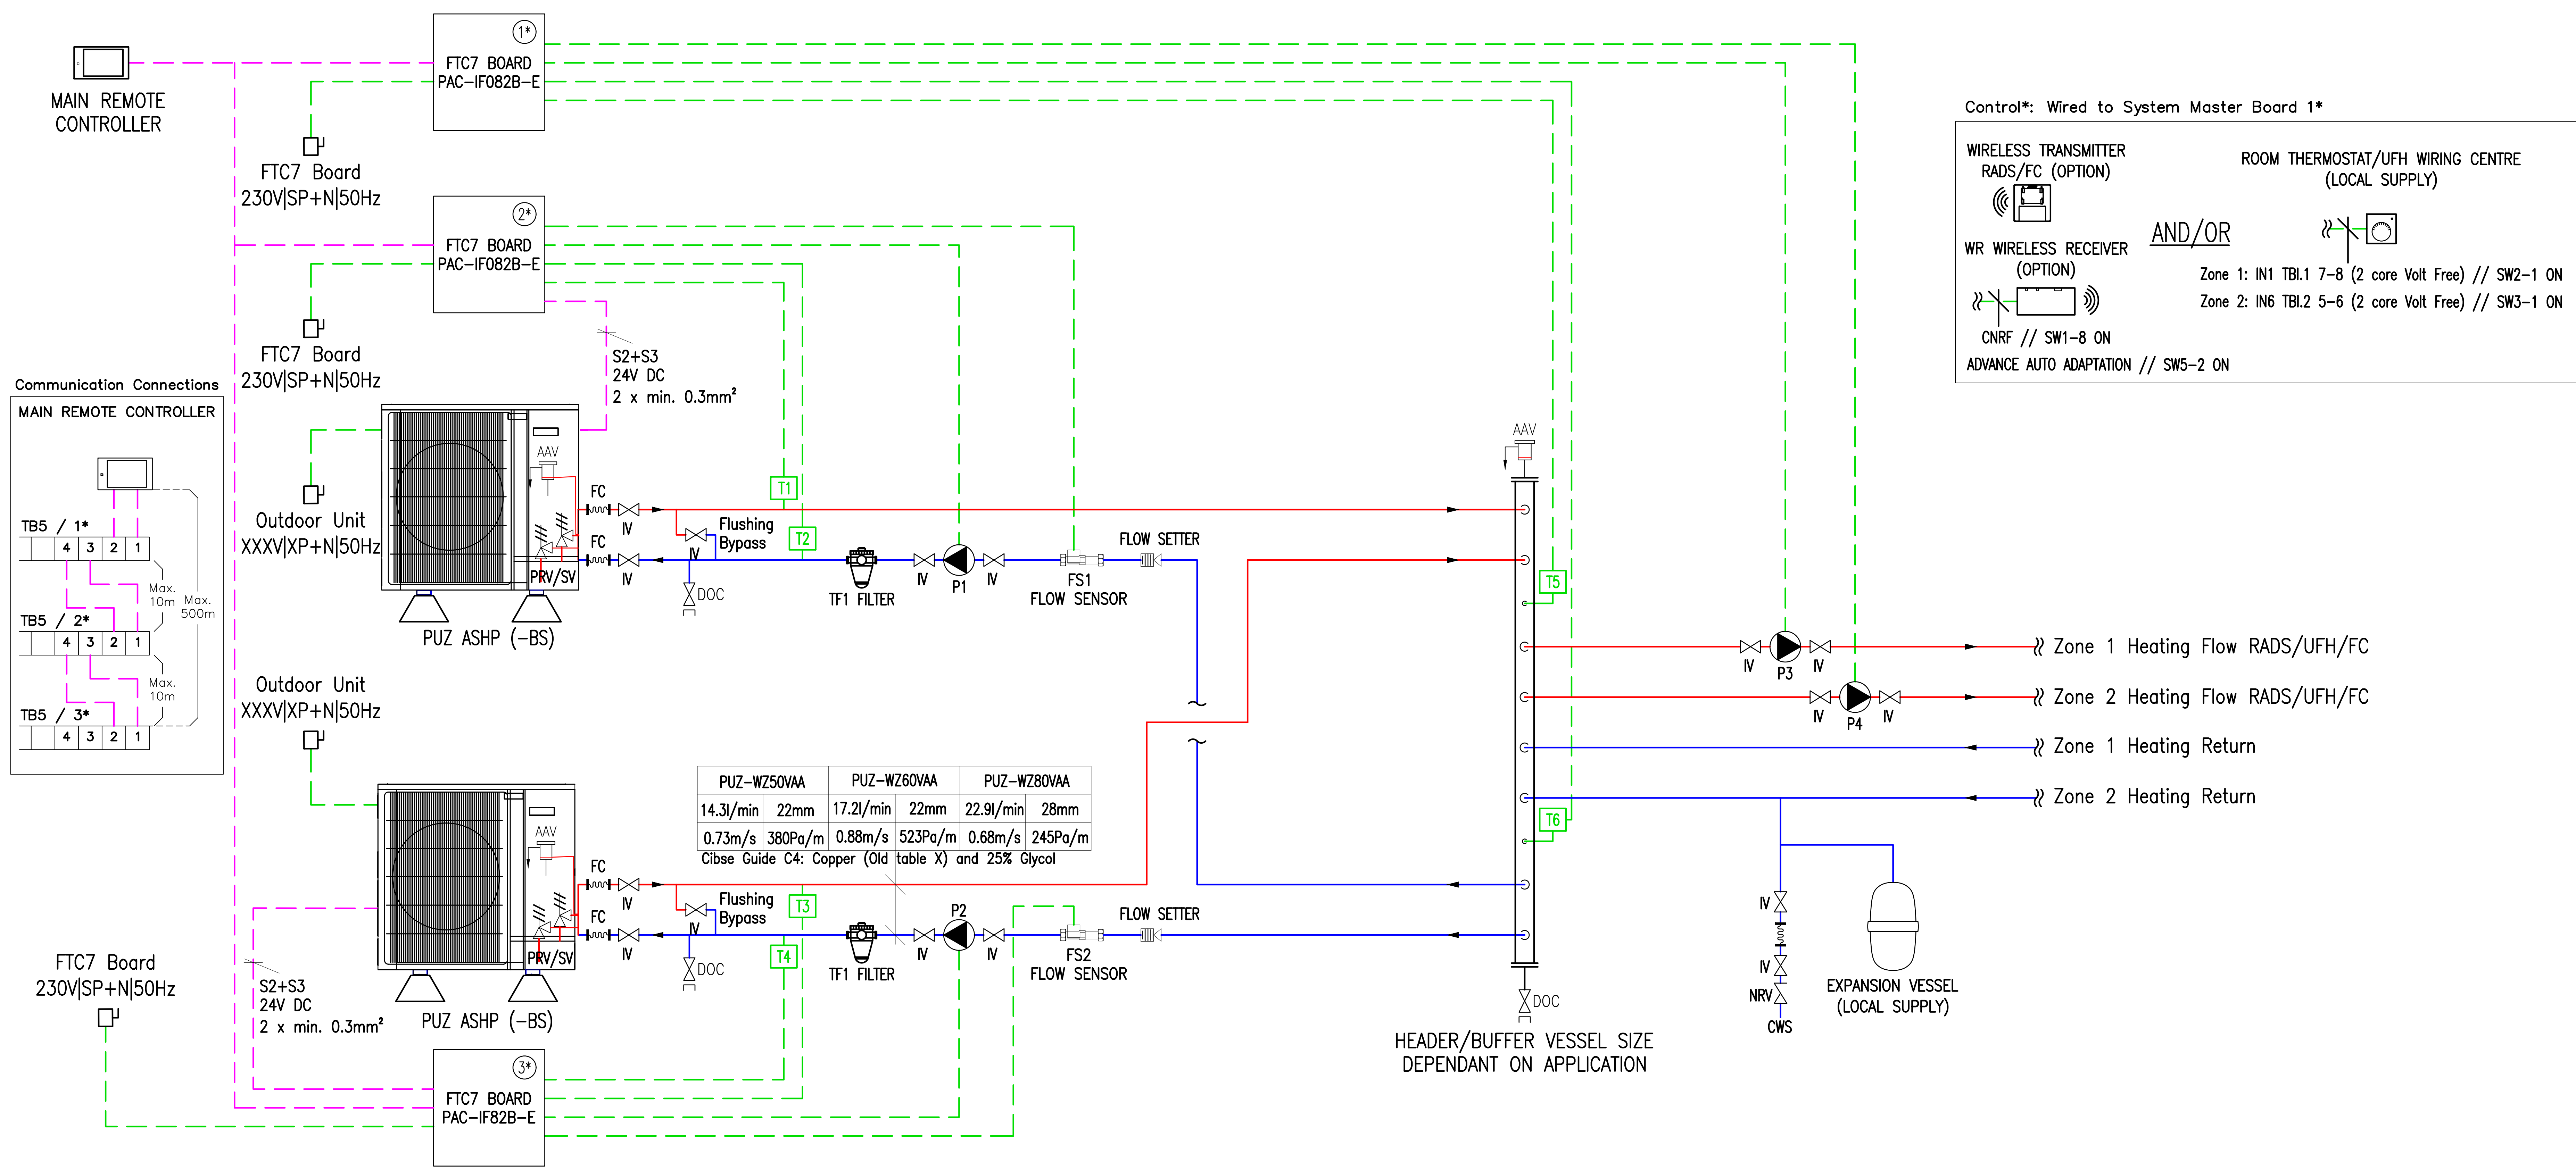 1*
FTC7 BOARD
PAC-IF082B-E
MAIN REMOTE
CONTROLLER
FTC7 Board
230V|SP+N|50Hz
2*
FTC7 BOARD
PAC-IF082B-E
FTC7 Board
230V|SP+N|50Hz
S2+S3
24V DC
2 x min. 0.3mm²
Control*: Wired to System Master Board 1*
WIRELESS TRANSMITTER
RADS/FC (OPTION)
WR WIRELESS RECEIVER
(OPTION)
CNRF // SW1-8 ON
ADVANCE AUTO ADAPTATION // SW5-2 ON
AND/OR
ROOM THERMOSTAT/UFH WIRING CENTRE
(LOCAL SUPPLY)
Zone 1: IN1 TBI.1 7-8 (2 core Volt Free) // SW2-1 ON
Zone 2: IN6 TBI.2 5-6 (2 core Volt Free) // SW3-1 ON
Communication Connections
MAIN REMOTE CONTROLLER
TB5 / 1*
4 3 2 1
Max.
10m
Max.
500m
TB5 / 2*
4 3 2 1
Max.
10m
TB5 / 3*
4 3 2 1
Outdoor Unit
XXXV|XP+N|50Hz
AAV
PRV/SV
PUZ ASHP (-BS)
FC
IV
FC
IV
Flushing
Bypass
IV
DOC
T1
T2
TF1 FILTER
IV
P1
IV
FS1
FLOW SENSOR
FLOW SETTER
AAV
T5
T6
IV
P3
IV
Zone 1 Heating Flow RADS/UFH/FC
IV
P4
IV
Zone 2 Heating Flow RADS/UFH/FC
Zone 1 Heating Return
Zone 2 Heating Return
Outdoor Unit
XXXV|XP+N|50Hz
PUZ-WZ50VAA PUZ-WZ60VAA PUZ-WZ80VAA
14.3l/min 22mm 17.2l/min 22mm 22.9l/min 28mm
0.73m/s 380Pa/m 0.88m/s 523Pa/m 0.68m/s 245Pa/m
Cibse Guide C4: Copper (Old table X) and 25% Glycol
AAV
PRV/SV
PUZ ASHP (-BS)
FC
IV
FC
IV
Flushing
Bypass
IV
DOC
T3
T4
TF1 FILTER
IV
P2
IV
FS2
FLOW SENSOR
FLOW SETTER
DOC
HEADER/BUFFER VESSEL SIZE
DEPENDANT ON APPLICATION
IV
IV
NRV
CWS
EXPANSION VESSEL
(LOCAL SUPPLY)
FTC7 Board
230V|SP+N|50Hz
S2+S3
24V DC
2 x min. 0.3mm²
3*
FTC7 BOARD
PAC-IF82B-E